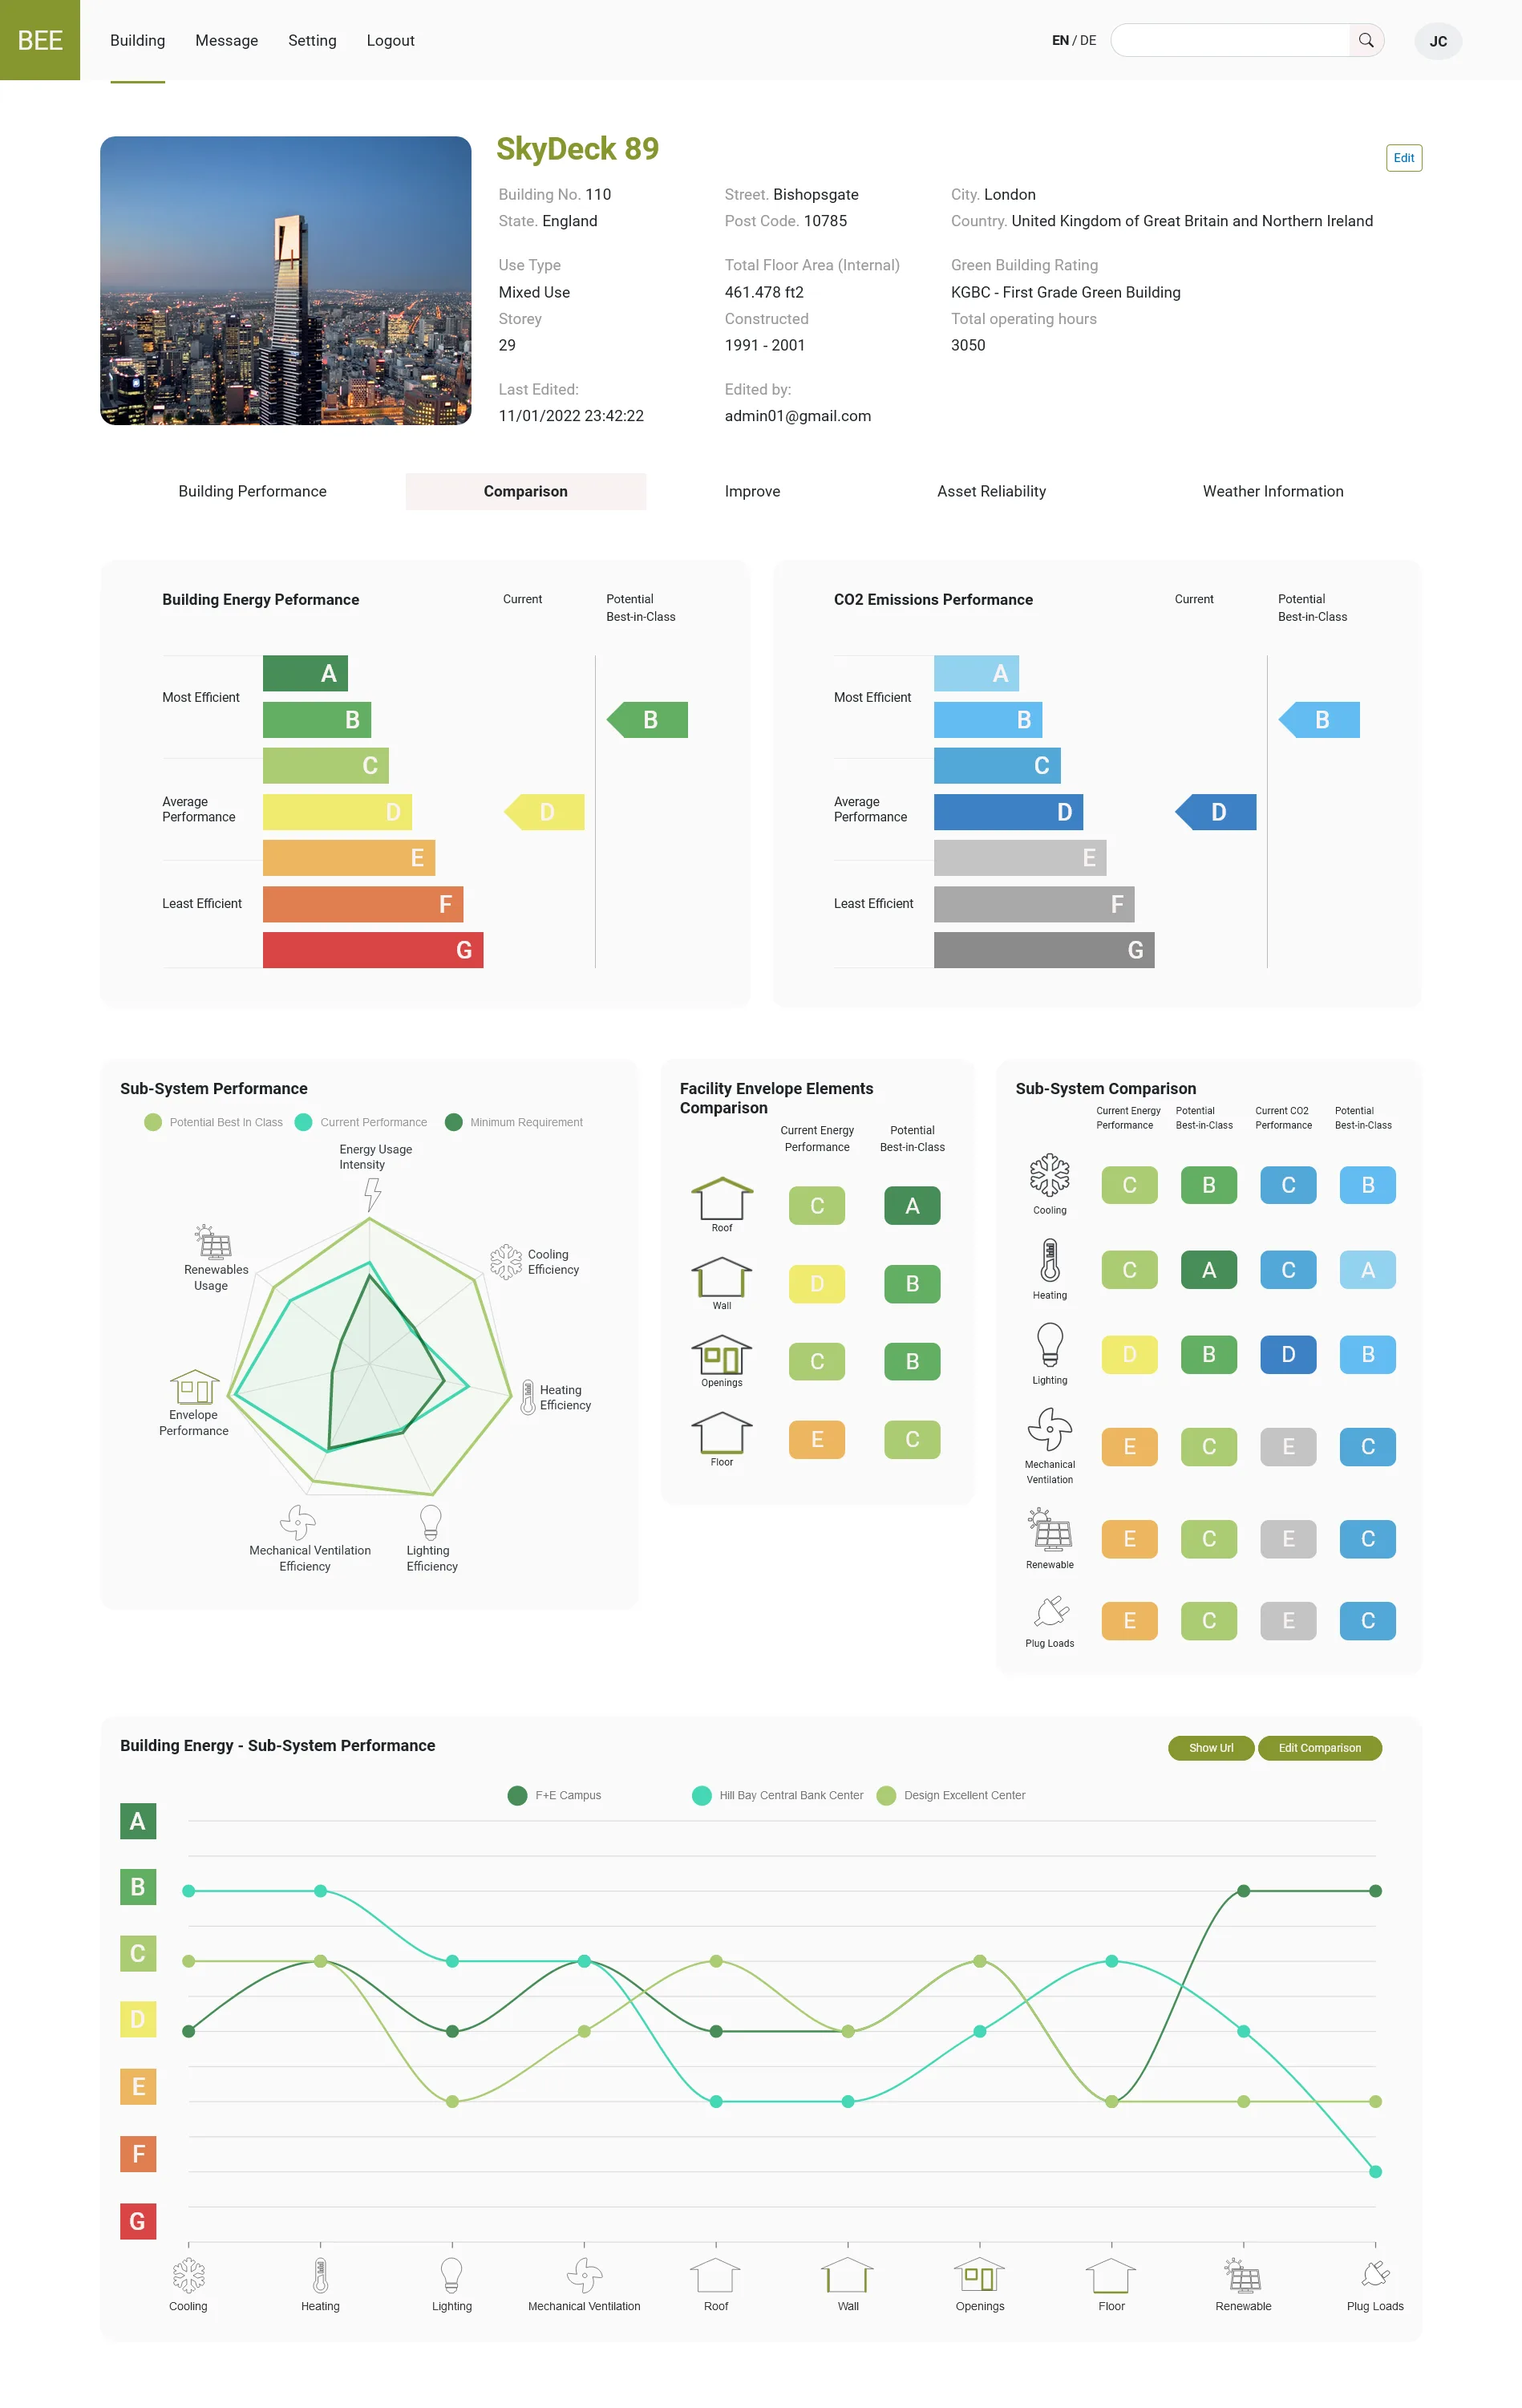 BEE
Building Message Setting Logout
EN / DE
JC
SkyDeck 89
Edit
Building No. 110 Street. Bishopsgate City. London
State. England Post Code. 10785 Country. United Kingdom of Great Britain and Northern Ireland
Use Type Total Floor Area (Internal) Green Building Rating
Mixed Use 461.478 ft2 KGBC - First Grade Green Building
Storey Constructed Total operating hours
29 1991 - 2001 3050
Last Edited: Edited by:
11/01/2022 23:42:22 admin01@gmail.com
Building Performance Comparison Improve Asset Reliability Weather Information
Building Energy Peformance
Current
Potential
Best-in-Class
A
Most Efficient
B
B
C
Average
Performance
D
D
E
Least Efficient
F
G
CO2 Emissions Performance
Current
Potential
Best-in-Class
A
Most Efficient
B
B
C
Average
Performance
D
D
E
Least Efficient
F
G
Sub-System Performance
Potential Best In Class Current Performance Minimum Requirement
Energy Usage
Intensity
Cooling
Efficiency
Heating
Efficiency
Lighting
Efficiency
Mechanical Ventilation
Efficiency
Envelope
Performance
Renewables
Usage
Facility Envelope Elements
Comparison
Current Energy
Performance
Potential
Best-in-Class
Roof C A
Wall D B
Openings C B
Floor E C
Sub-System Comparison
Current Energy
Performance
Potential
Best-in-Class
Current CO2
Performance
Potential
Best-in-Class
Cooling C B C B
Heating C A C A
Lighting D B D B
Mechanical
Ventilation
E C E C
Renewable E C E C
Plug Loads E C E C
Building Energy - Sub-System Performance
Show Url Edit Comparison
F+E Campus Hill Bay Central Bank Center Design Excellent Center
A
B
C
D
E
F
G
Cooling Heating Lighting Mechanical Ventilation Roof Wall Openings Floor Renewable Plug Loads